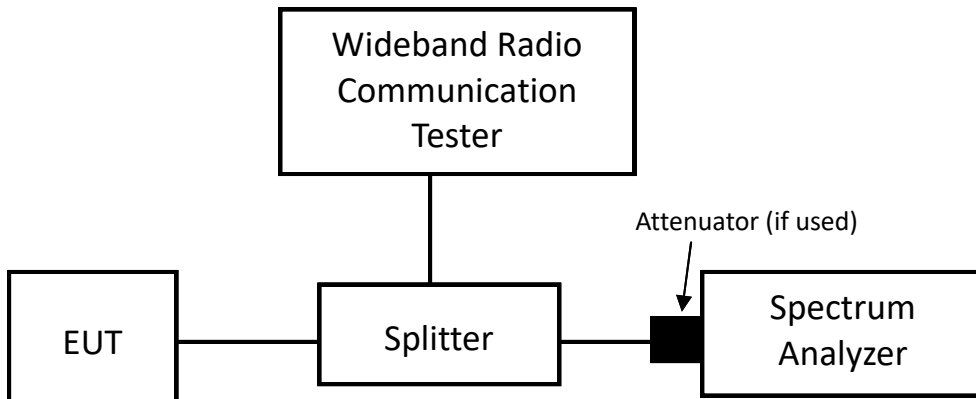 Wideband Radio
Communication
Tester
Attenuator (if used)
EUT
Splitter
Spectrum
Analyzer